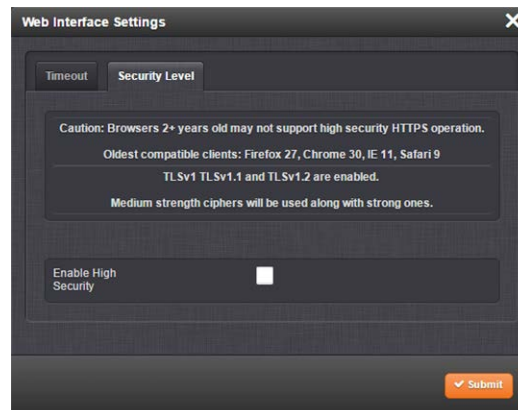 Web Interface Settings
Timeout
Security Level
Caution: Browsers 2+ years old may not support high security HTTPS operation.
Oldest compatible clients: Firefox 27, Chrome 30, IE 11, Safari 9
TLSv1 TLSv1.1 and TLSv1.2 are enabled.
Medium strength ciphers will be used along with strong ones.
Enable High
Security
Submit